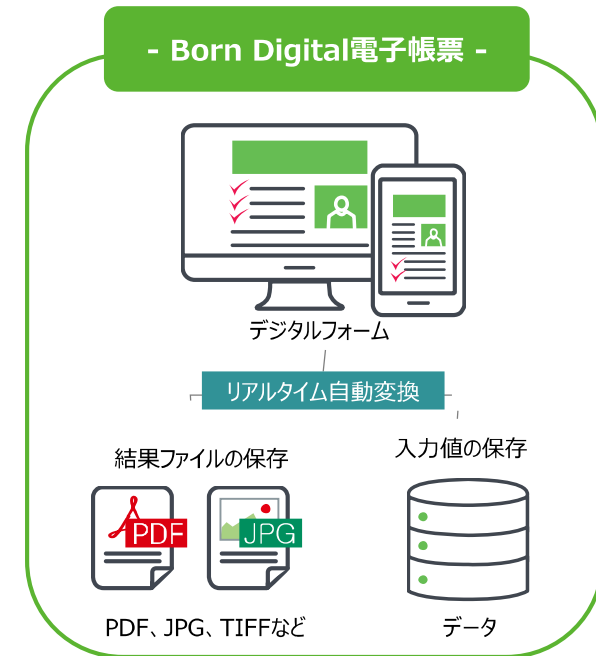 - Born Digital電子帳票 -
デジタルフォーム
リアルタイム自動変換
結果ファイルの保存
入力値の保存
PDF
JPG
PDF、JPG、TIFFなど
データ